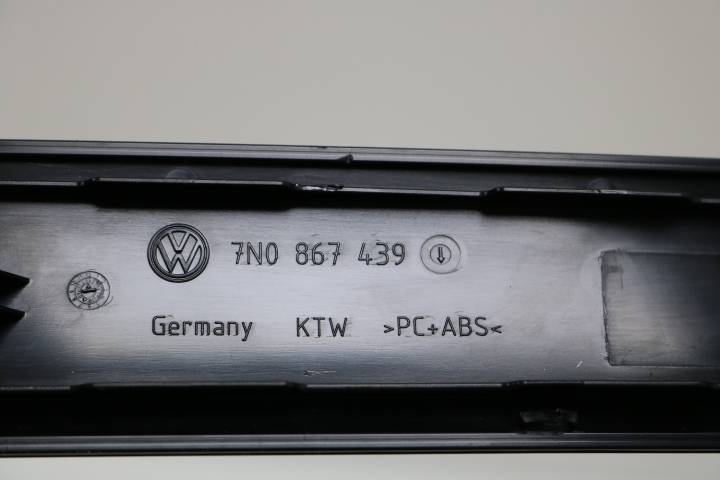 7N0 867 439
Germany KTW >PC+ABS<